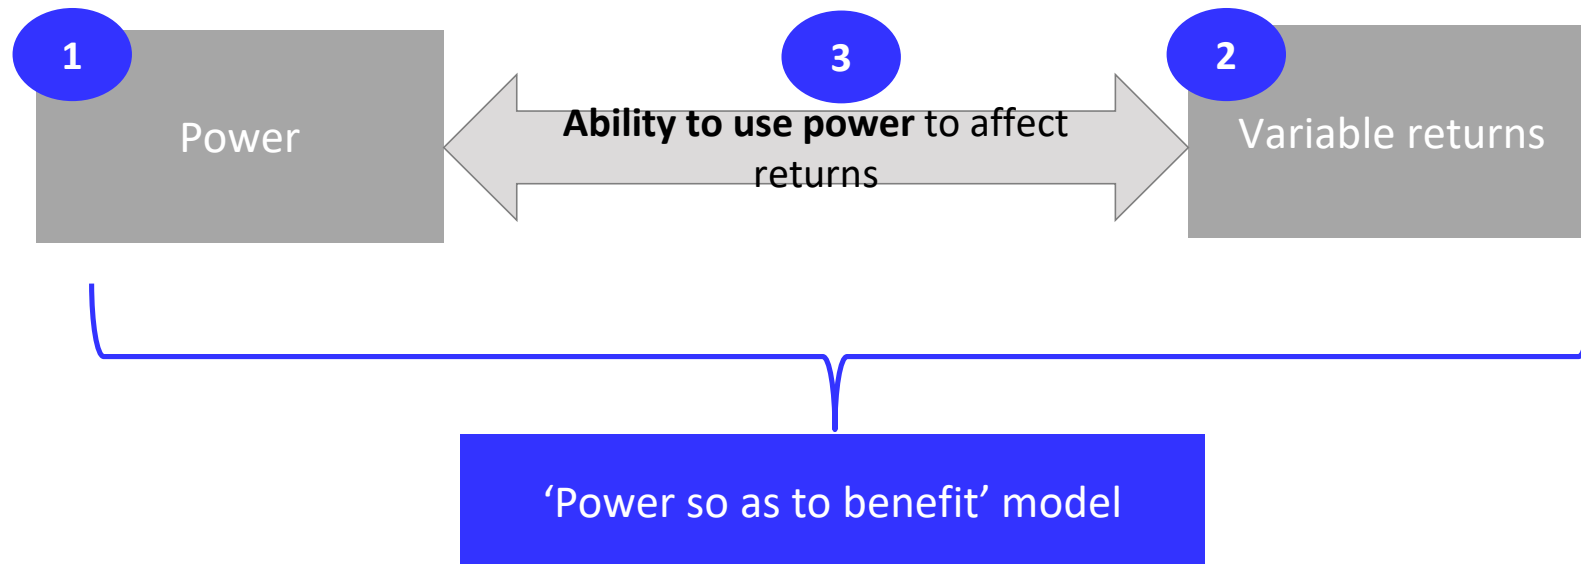 1
Power
3
Ability to use power to affect
returns
2
Variable returns
‘Power so as to benefit’ model